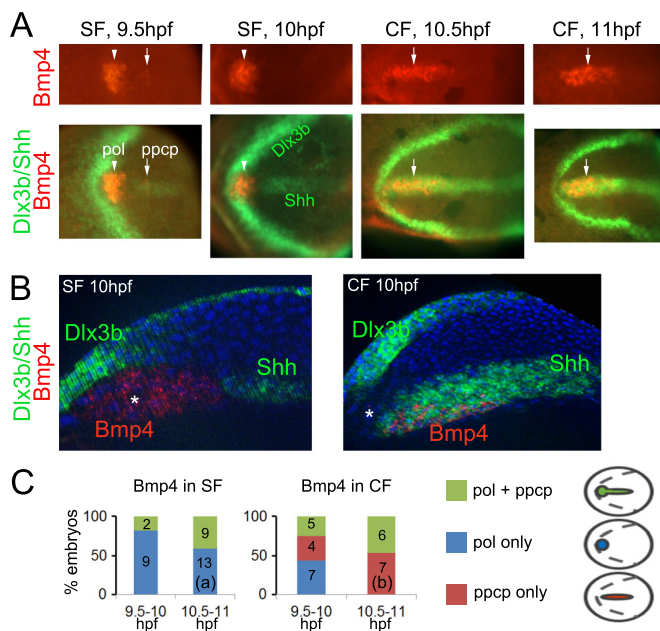 A
SF, 9.5hpf
SF, 10hpf
CF, 10.5hpf
CF, 11hpf
Bmp4
Dlx3b/Shh
Bmp4
pol
ppcp
Dlx3b
Shh
B
SF 10hpf
CF 10hpf
Dlx3b/Shh
Bmp4
Dlx3b
Shh
*
Bmp4
Dlx3b
Shh
*
Bmp4
C
Bmp4 in SF
Bmp4 in CF
% embryos
100
50
0
2
9
9
13
(a)
9.5-10
hpf
10.5-11
hpf
100
50
0
5
4
7
6
7
(b)
9.5-10
hpf
10.5-11
hpf
pol + ppcp
pol only
ppcp only